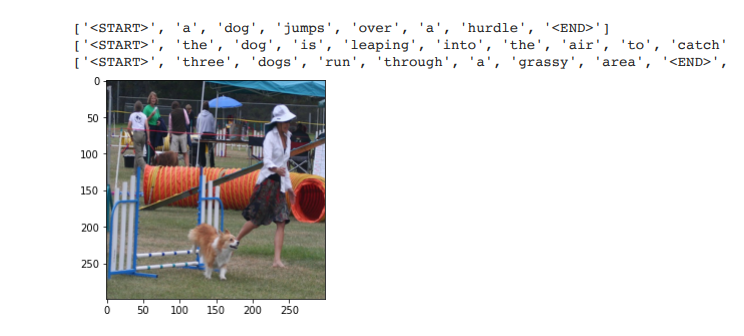 ['<START>', 'a', 'dog', 'jumps', 'over', 'a', 'hurdle', '<END>']
['<START>', 'the', 'dog', 'is', 'leaping', 'into', 'the', 'air', 'to', 'catch'
['<START>', 'three', 'dogs', 'run', 'through', 'a', 'grassy', 'area', '<END>',
0
50
100
150
200
250
0 50 100 150 200 250